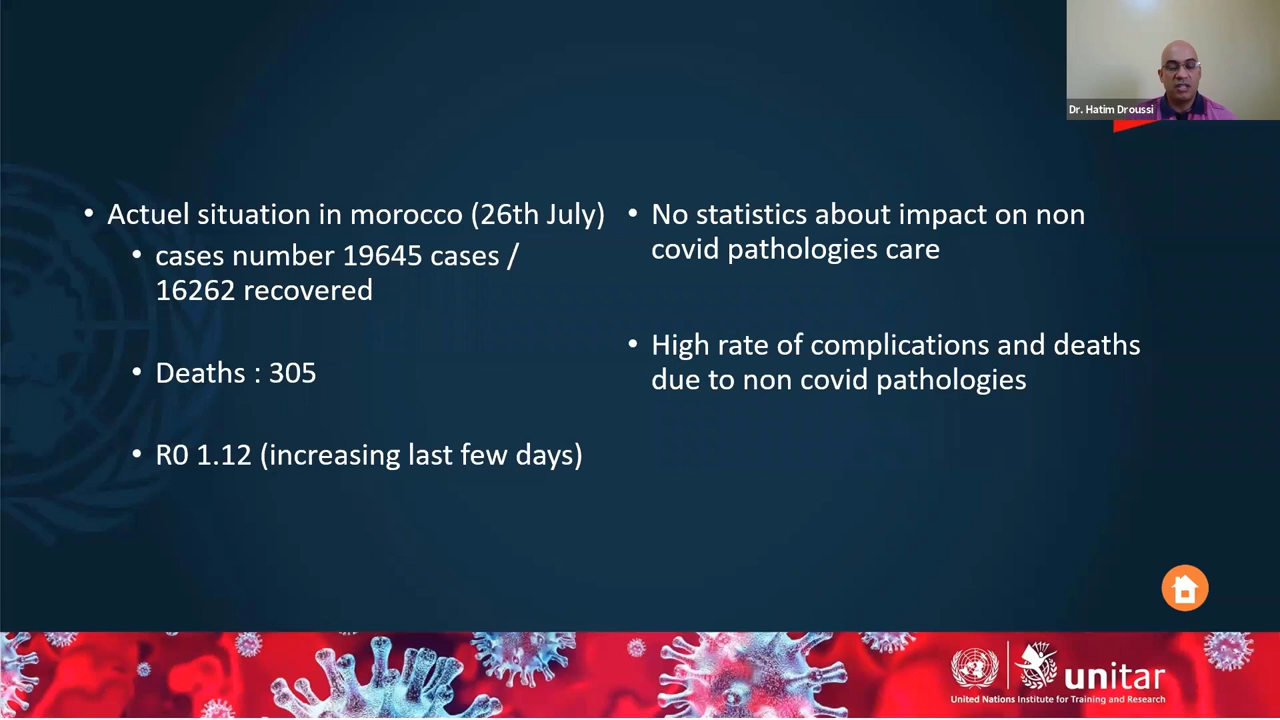 Dr. Hatim Droussi
• Actuel situation in morocco (26th July)
• cases number 19645 cases /
16262 recovered
• Deaths : 305
• R0 1.12 (increasing last few days)
• No statistics about impact on non
covid pathologies care
• High rate of complications and deaths
due to non covid pathologies
unitar
United Nations Institute for Training and Research